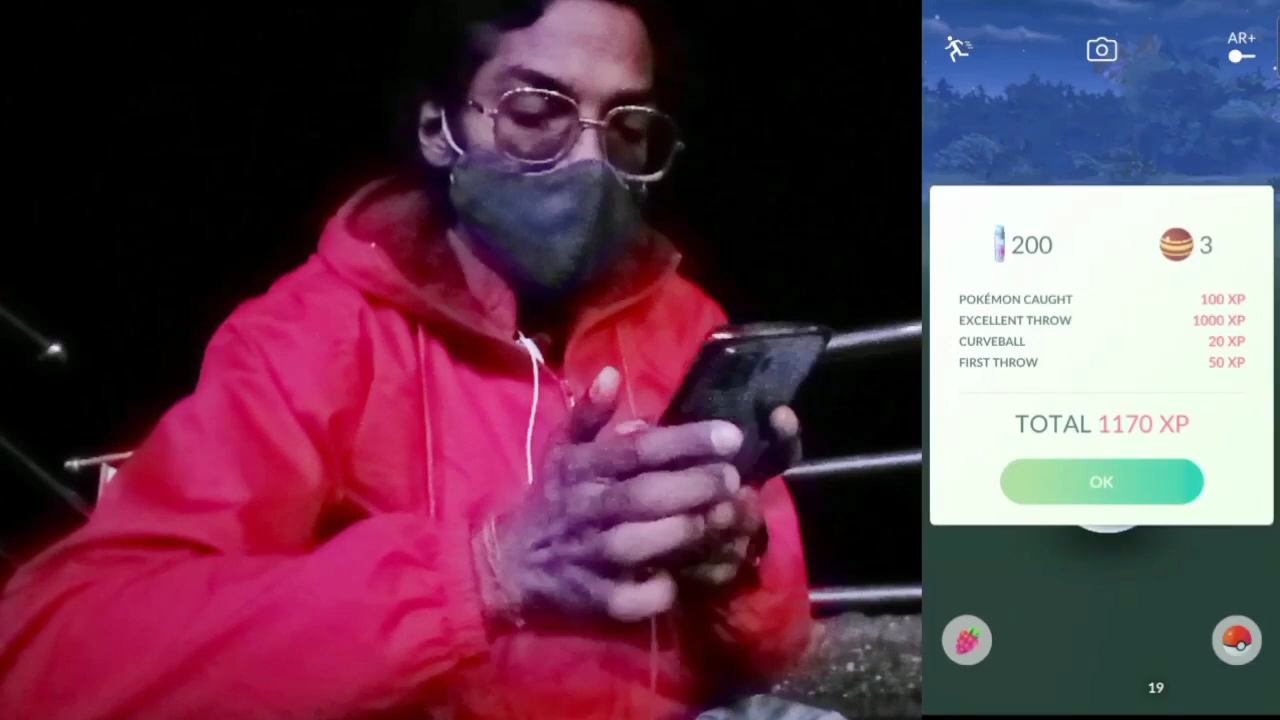 AR+
200
3
POKÉMON CAUGHT 100 XP
EXCELLENT THROW 1000 XP
CURVEBALL 20 XP
FIRST THROW 50 XP
TOTAL 1170 XP
OK
19